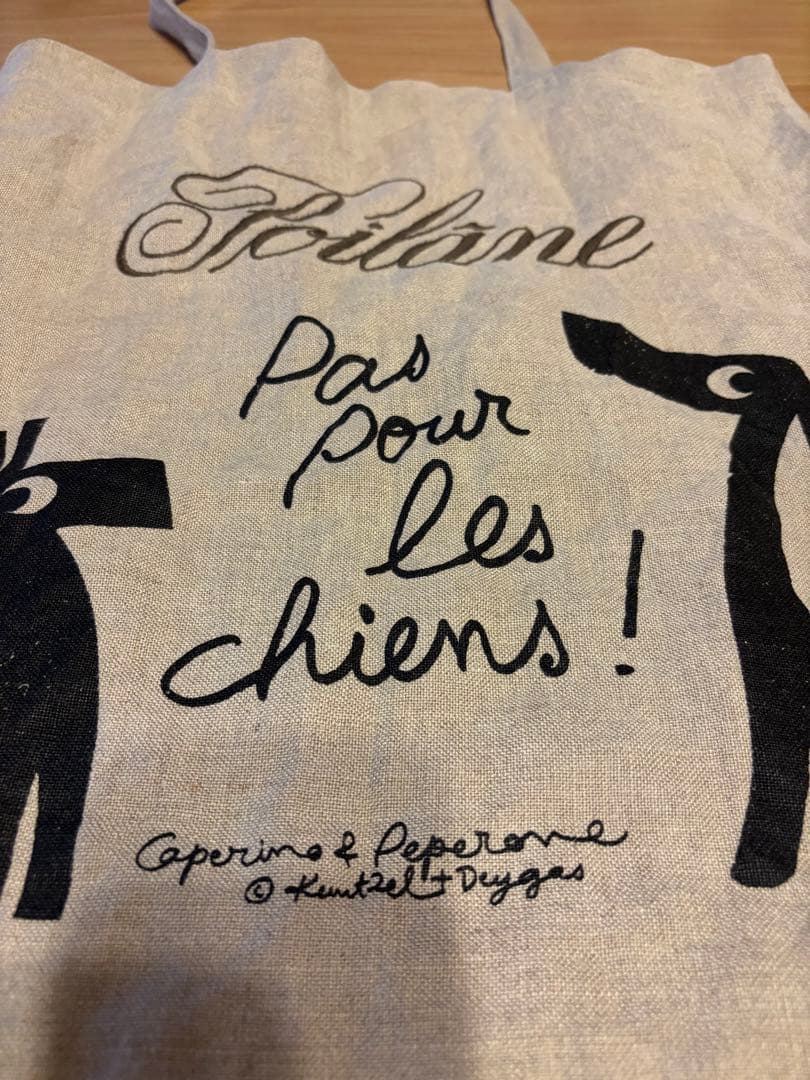 Poilâne
Pas
pour
les
chiens !
Caperino & Peperone
© Kuntzel + Deygas